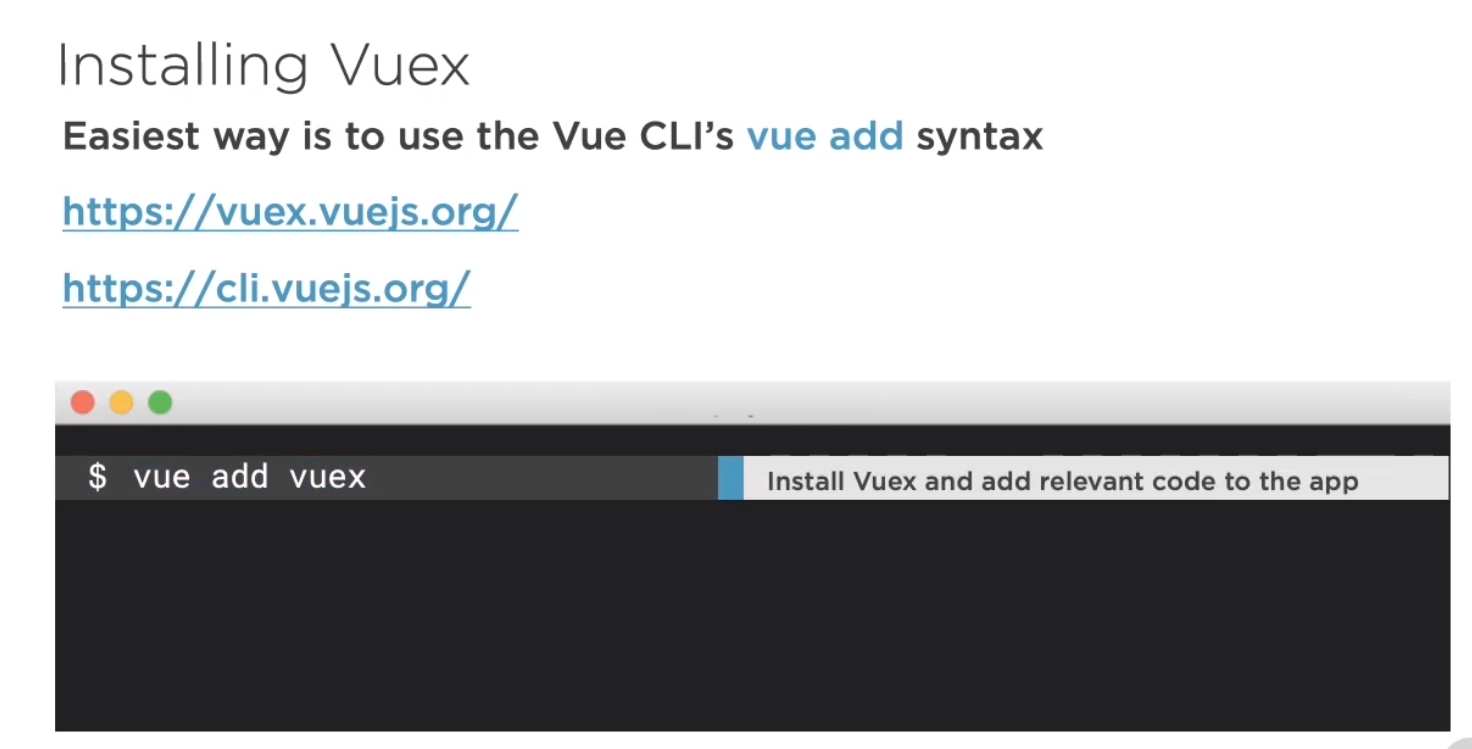 Installing Vuex
Easiest way is to use the Vue CLI’s vue add syntax
https://vuex.vuejs.org/
https://cli.vuejs.org/
$ vue add vuex
Install Vuex and add relevant code to the app